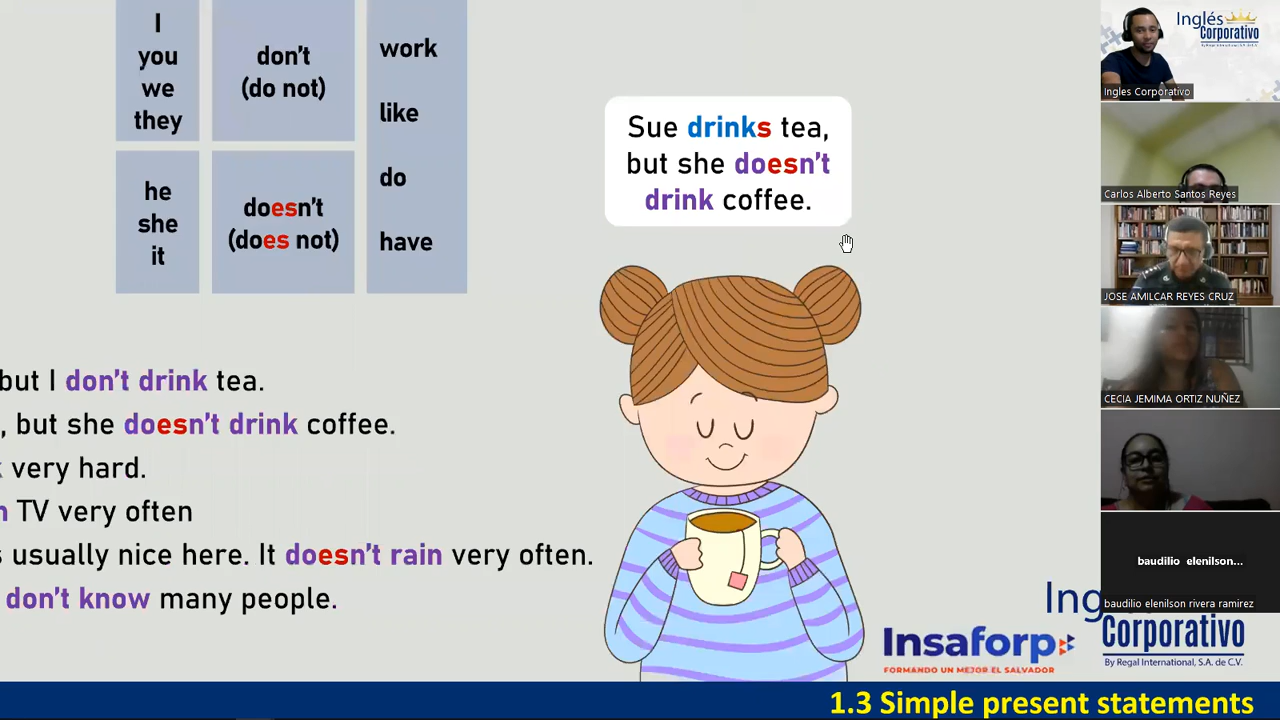 I
you
we
they
don't
(do not)
work
like
do
have
he
she
it
doesn't
(does not)
Sue drinks tea,
but she doesn't
drink coffee.
but I don't drink tea.
, but she doesn't drink coffee.
very hard.
TV very often
usually nice here. It doesn't rain very often.
don't know many people.
Inglés
Corporativo
By Regal International, S.A. de C.V.
Ingles Corporativo
Carlos Alberto Santos Reyes
JOSE AMILCAR REYES CRUZ
CECIA JEMIMA ORTIZ NUÑEZ
baudilio elenilson...
baudilio elenilson rivera ramirez
Insaforp
FORMANDO UN MEJOR EL SALVADOR
Ing
Corporativo
By Regal International, S.A. de C.V.
1.3 Simple present statements